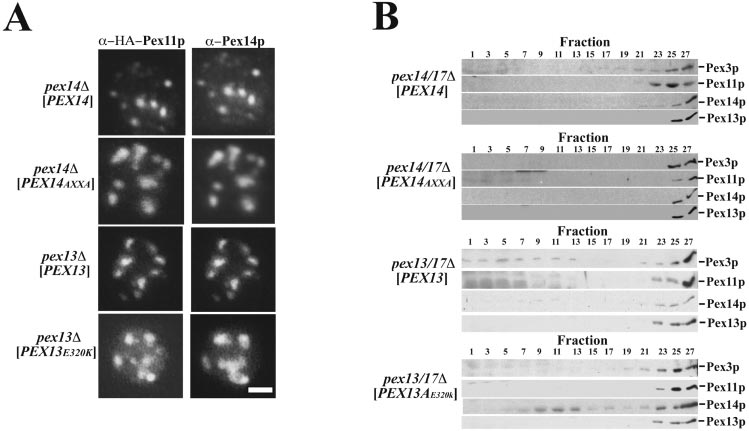 A
α-HA-Pex11p
α-Pex14p
pex14Δ
[PEX14]
pex14Δ
[PEX14AXXA]
pex13Δ
[PEX13]
pex13Δ
[PEX13E320K]
B
Fraction
1 3 5 7 9 11 13 15 17 19 21 23 25 27
pex14/17Δ
[PEX14]
Pex3p
Pex11p
Pex14p
Pex13p
Fraction
1 3 5 7 9 11 13 15 17 19 21 23 25 27
pex14/17Δ
[PEX14AXXA]
Pex3p
Pex11p
Pex14p
Pex13p
Fraction
1 3 5 7 9 11 13 15 17 19 21 23 25 27
pex13/17Δ
[PEX13]
Pex3p
Pex11p
Pex14p
Pex13p
Fraction
1 3 5 7 9 11 13 15 17 19 21 23 25 27
pex13/17Δ
[PEX13AE320k]
Pex3p
Pex11p
Pex14p
Pex13p